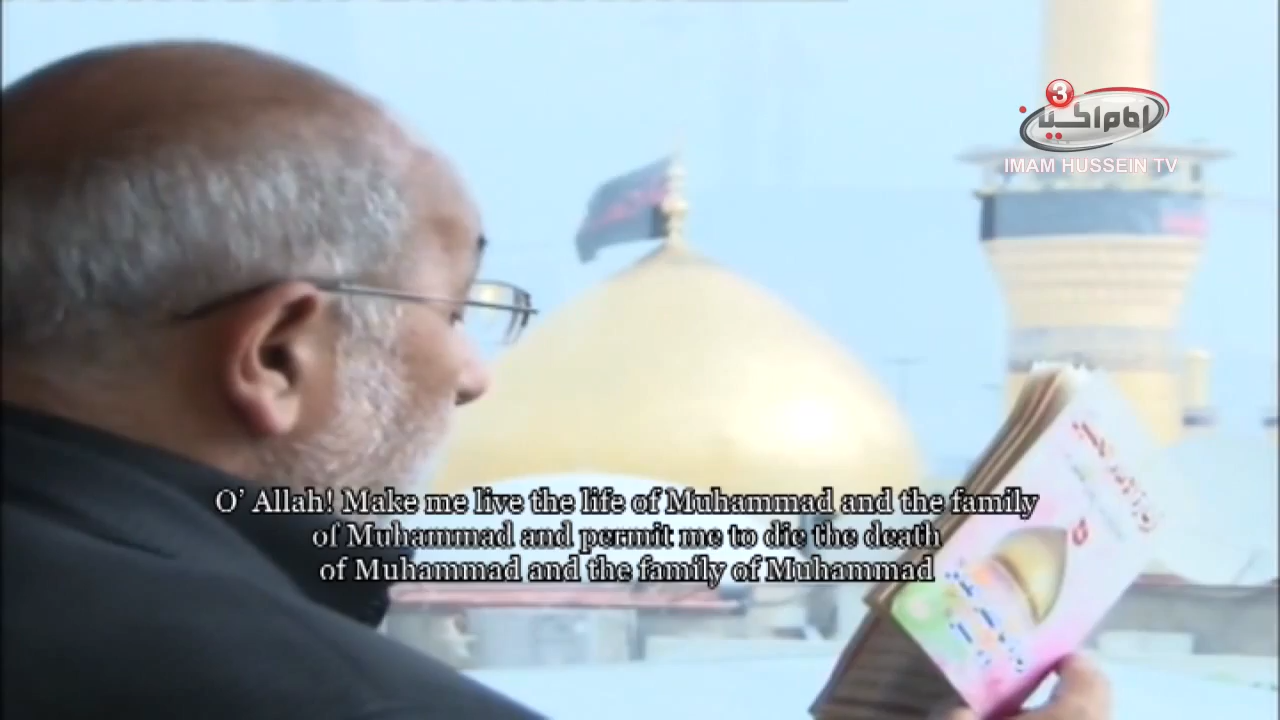 3
امام الحسين
IMAM HUSSEIN TV
O' Allah! Make me live the life of Muhammad and the family
of Muhammad and permit me to die the death
of Muhammad and the family of Muhammad